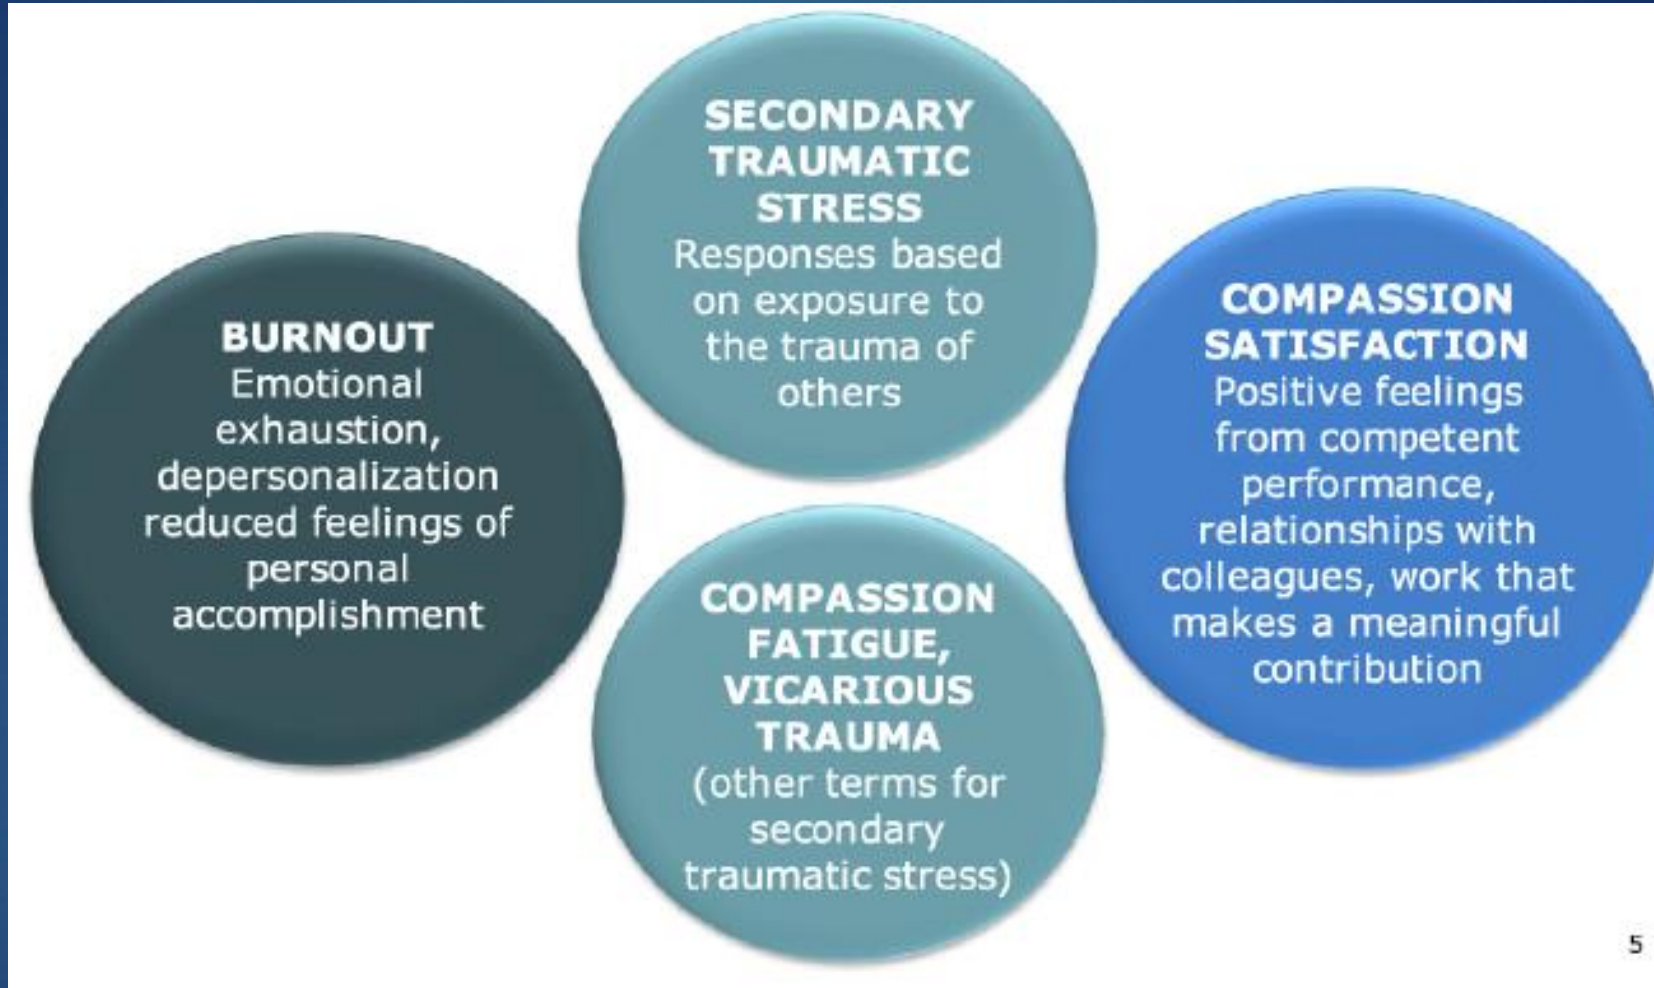 BURNOUT
Emotional
exhaustion,
depersonalization
reduced feelings of
personal
accomplishment
SECONDARY
TRAUMATIC
STRESS
Responses based
on exposure to
the trauma of
others
COMPASSION
FATIGUE,
VICARIOUS
TRAUMA
(other terms for
secondary
traumatic stress)
COMPASSION
SATISFACTION
Positive feelings
from competent
performance,
relationships with
colleagues, work that
makes a meaningful
contribution
5